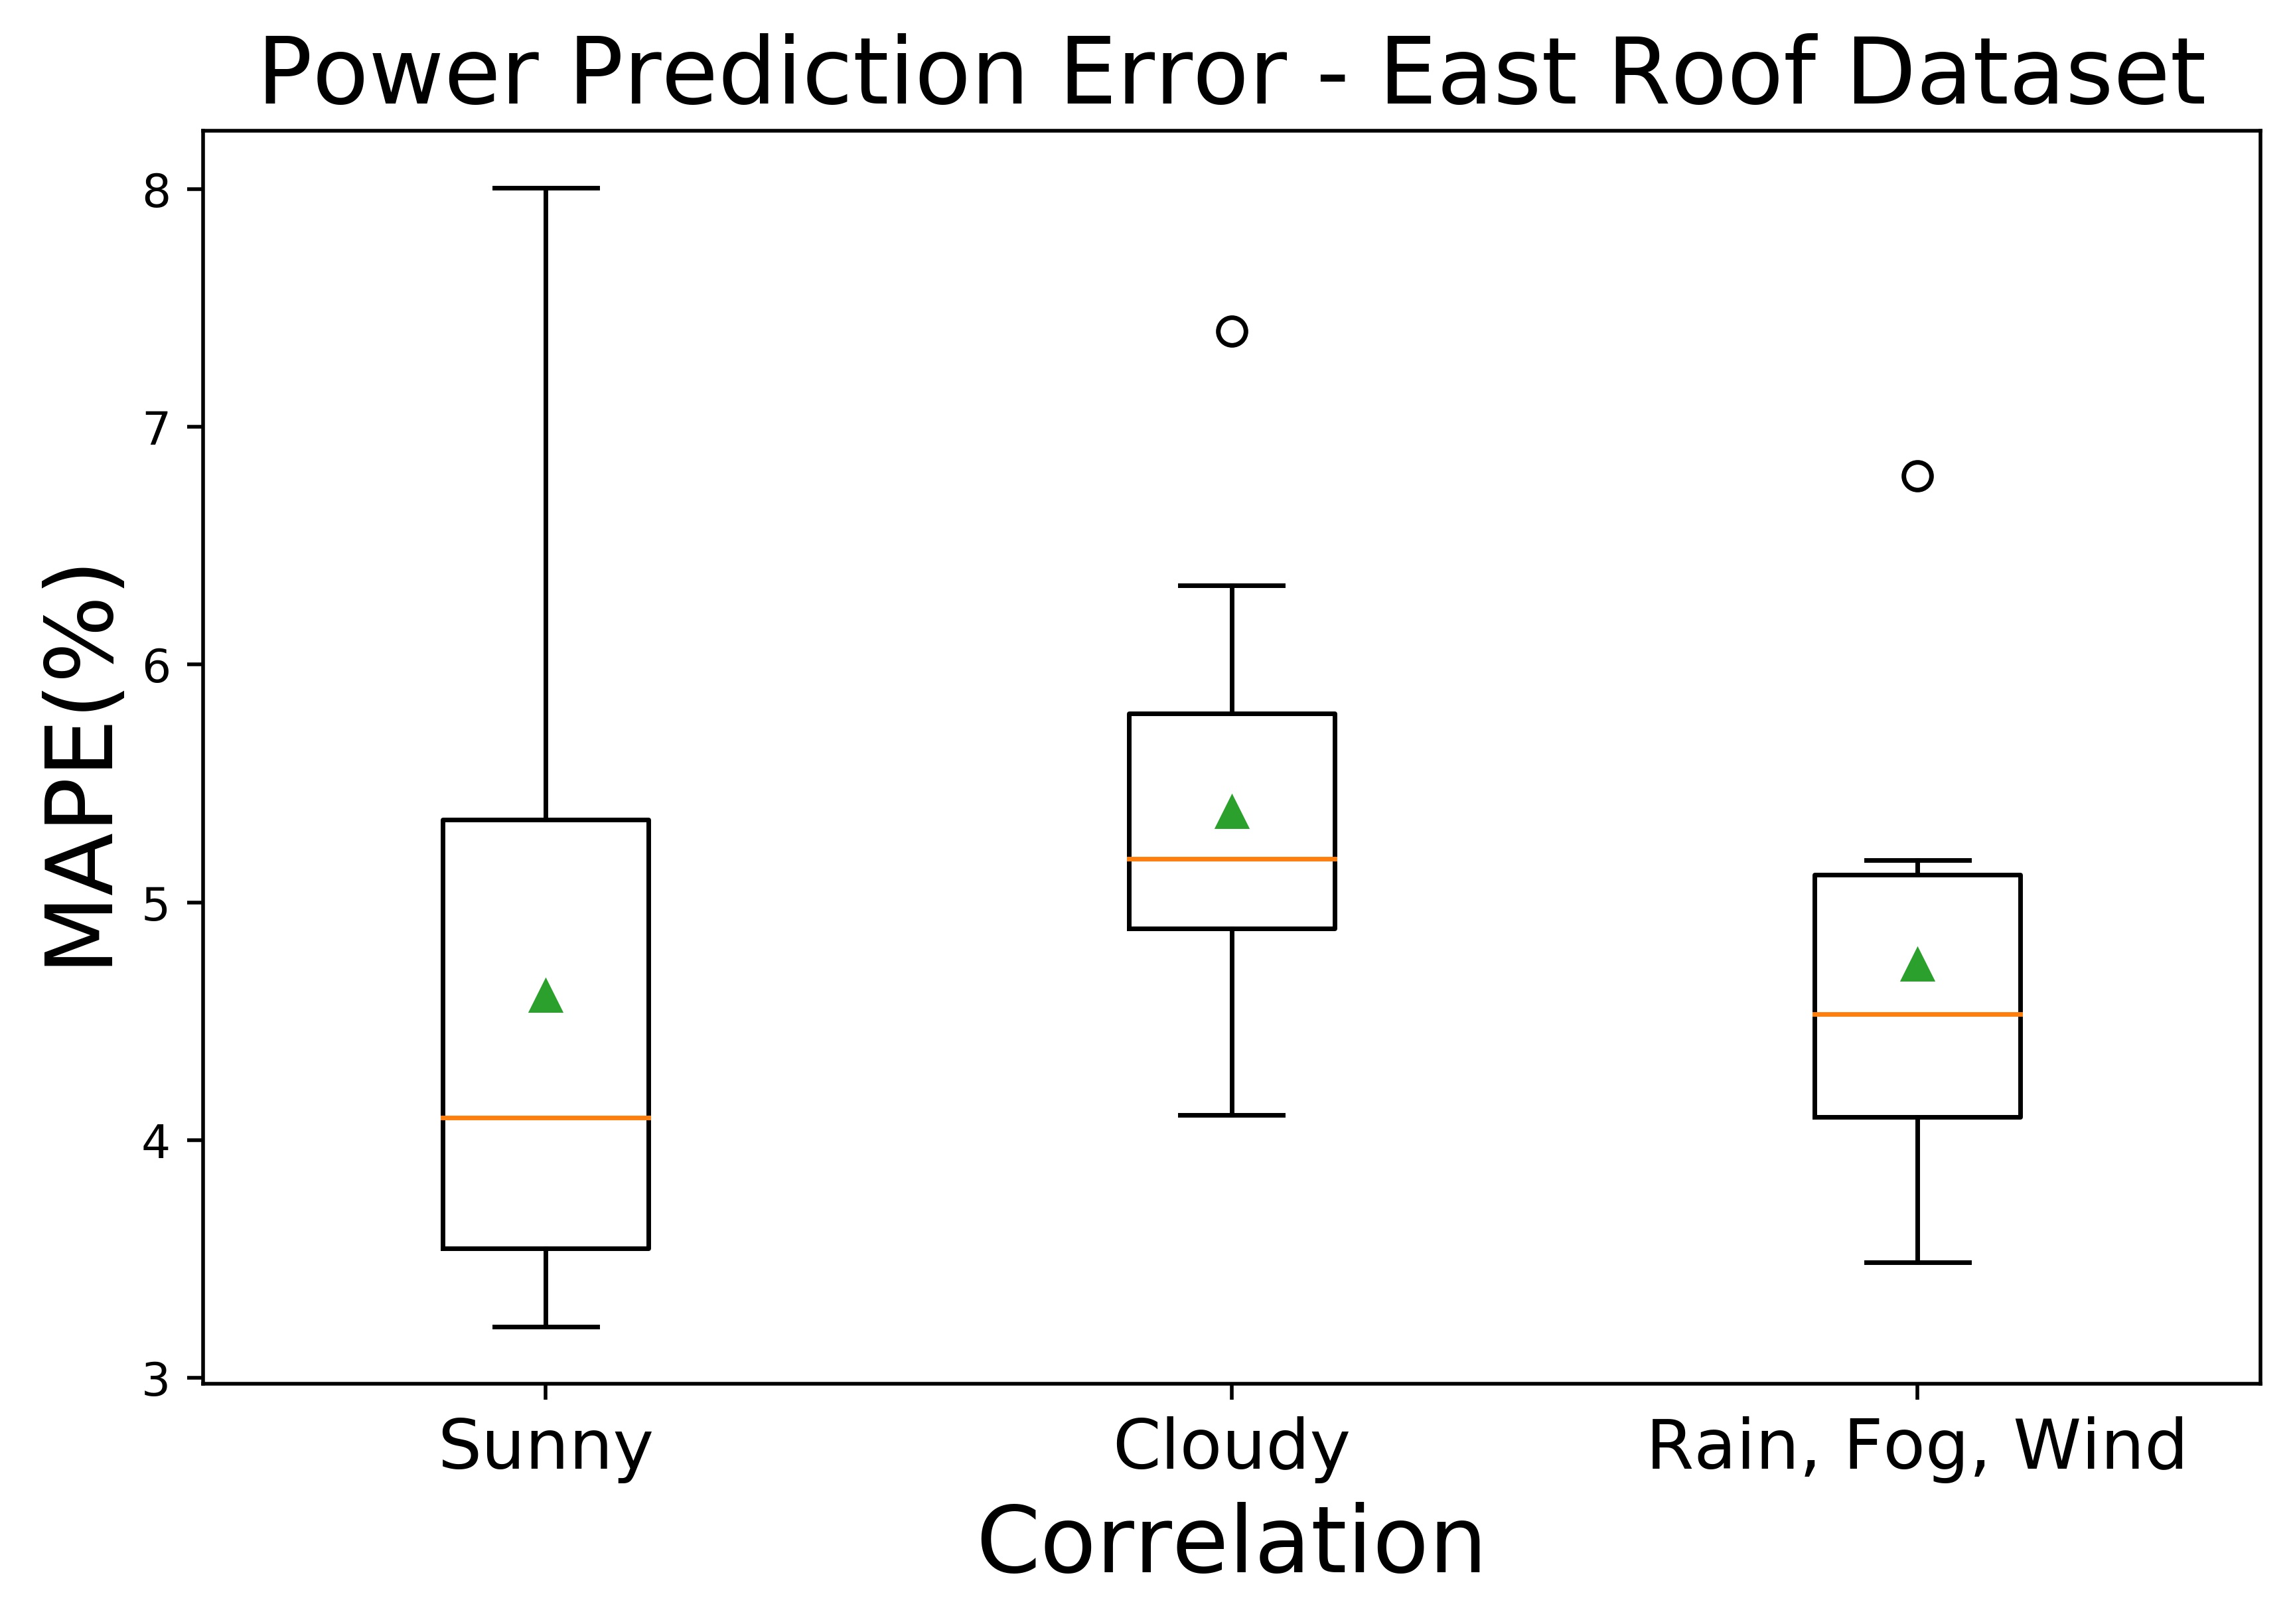 Power Prediction Error - East Roof Dataset
MAPE(%)
8
7
6
5
4
3
Sunny Cloudy Rain, Fog, Wind
Correlation